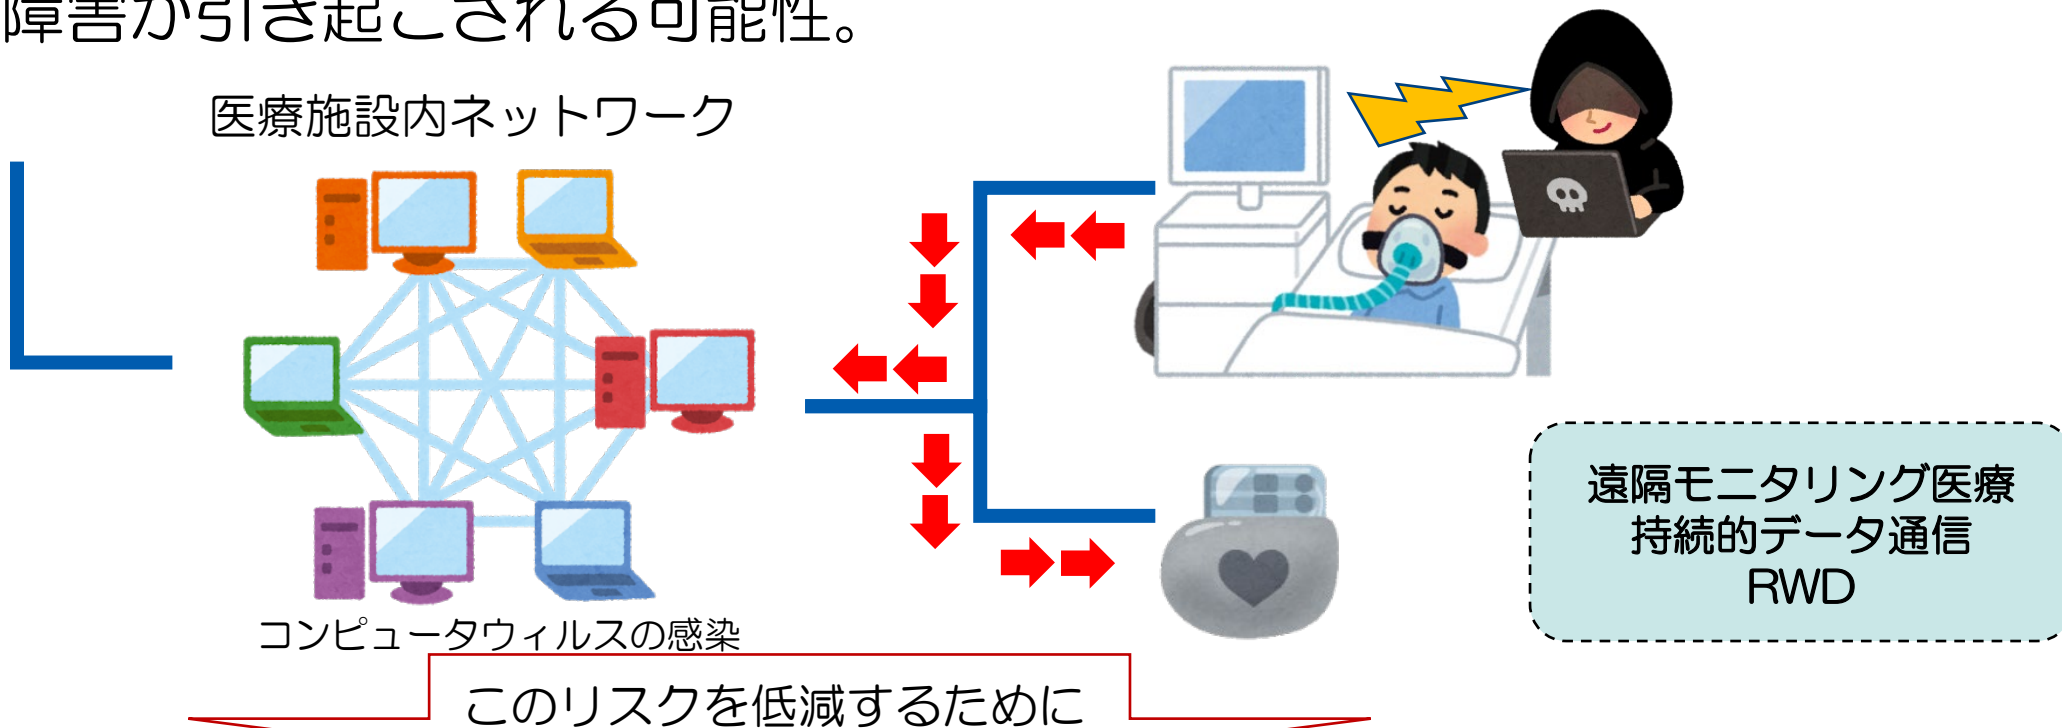 障害が引き起こされる可能性。
医療施設内ネットワーク
遠隔モニタリング医療
持続的データ通信
RWD
コンピュータウィルスの感染
このリスクを低減するために